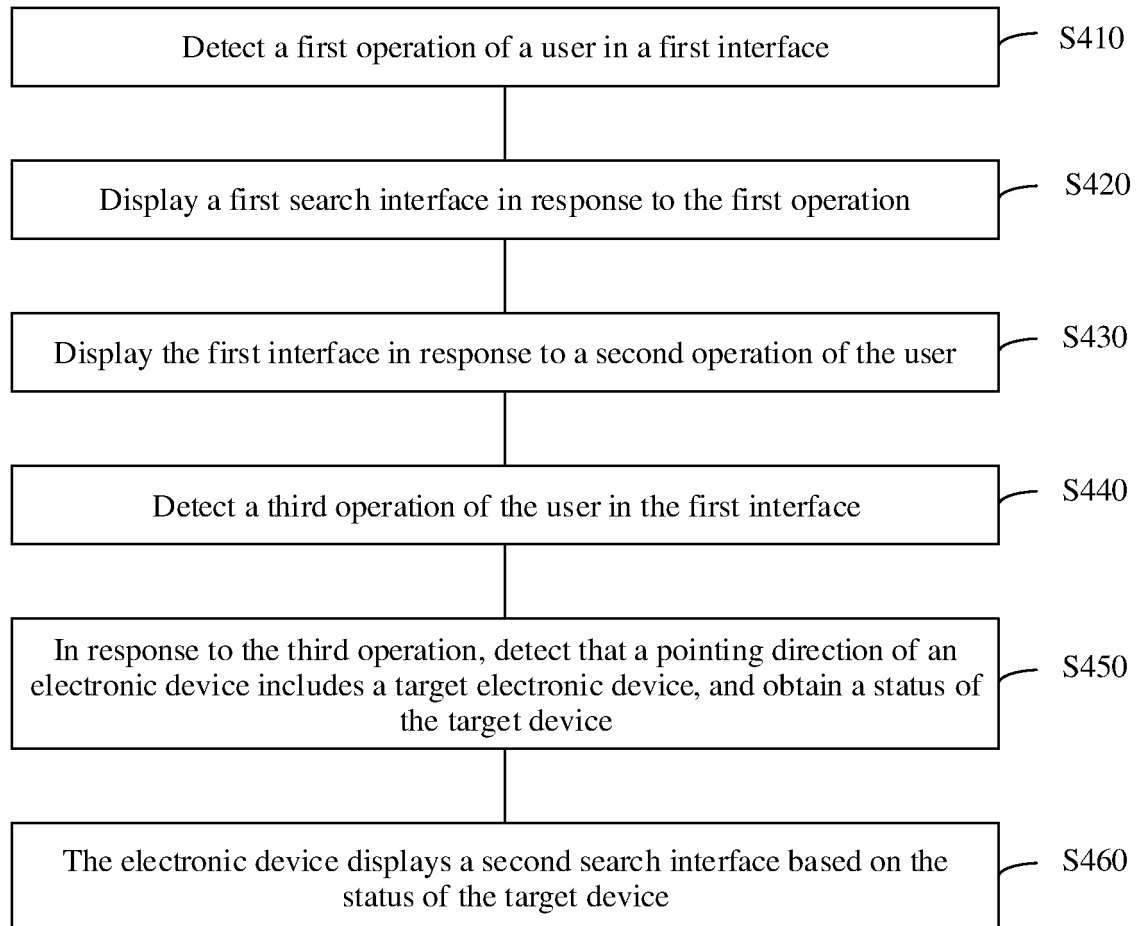 Detect a first operation of a user in a first interface
S410
Display a first search interface in response to the first operation
S420
Display the first interface in response to a second operation of the user
S430
Detect a third operation of the user in the first interface
S440
In response to the third operation, detect that a pointing direction of an
electronic device includes a target electronic device, and obtain a status of
the target device
S450
The electronic device displays a second search interface based on the
status of the target device
S460